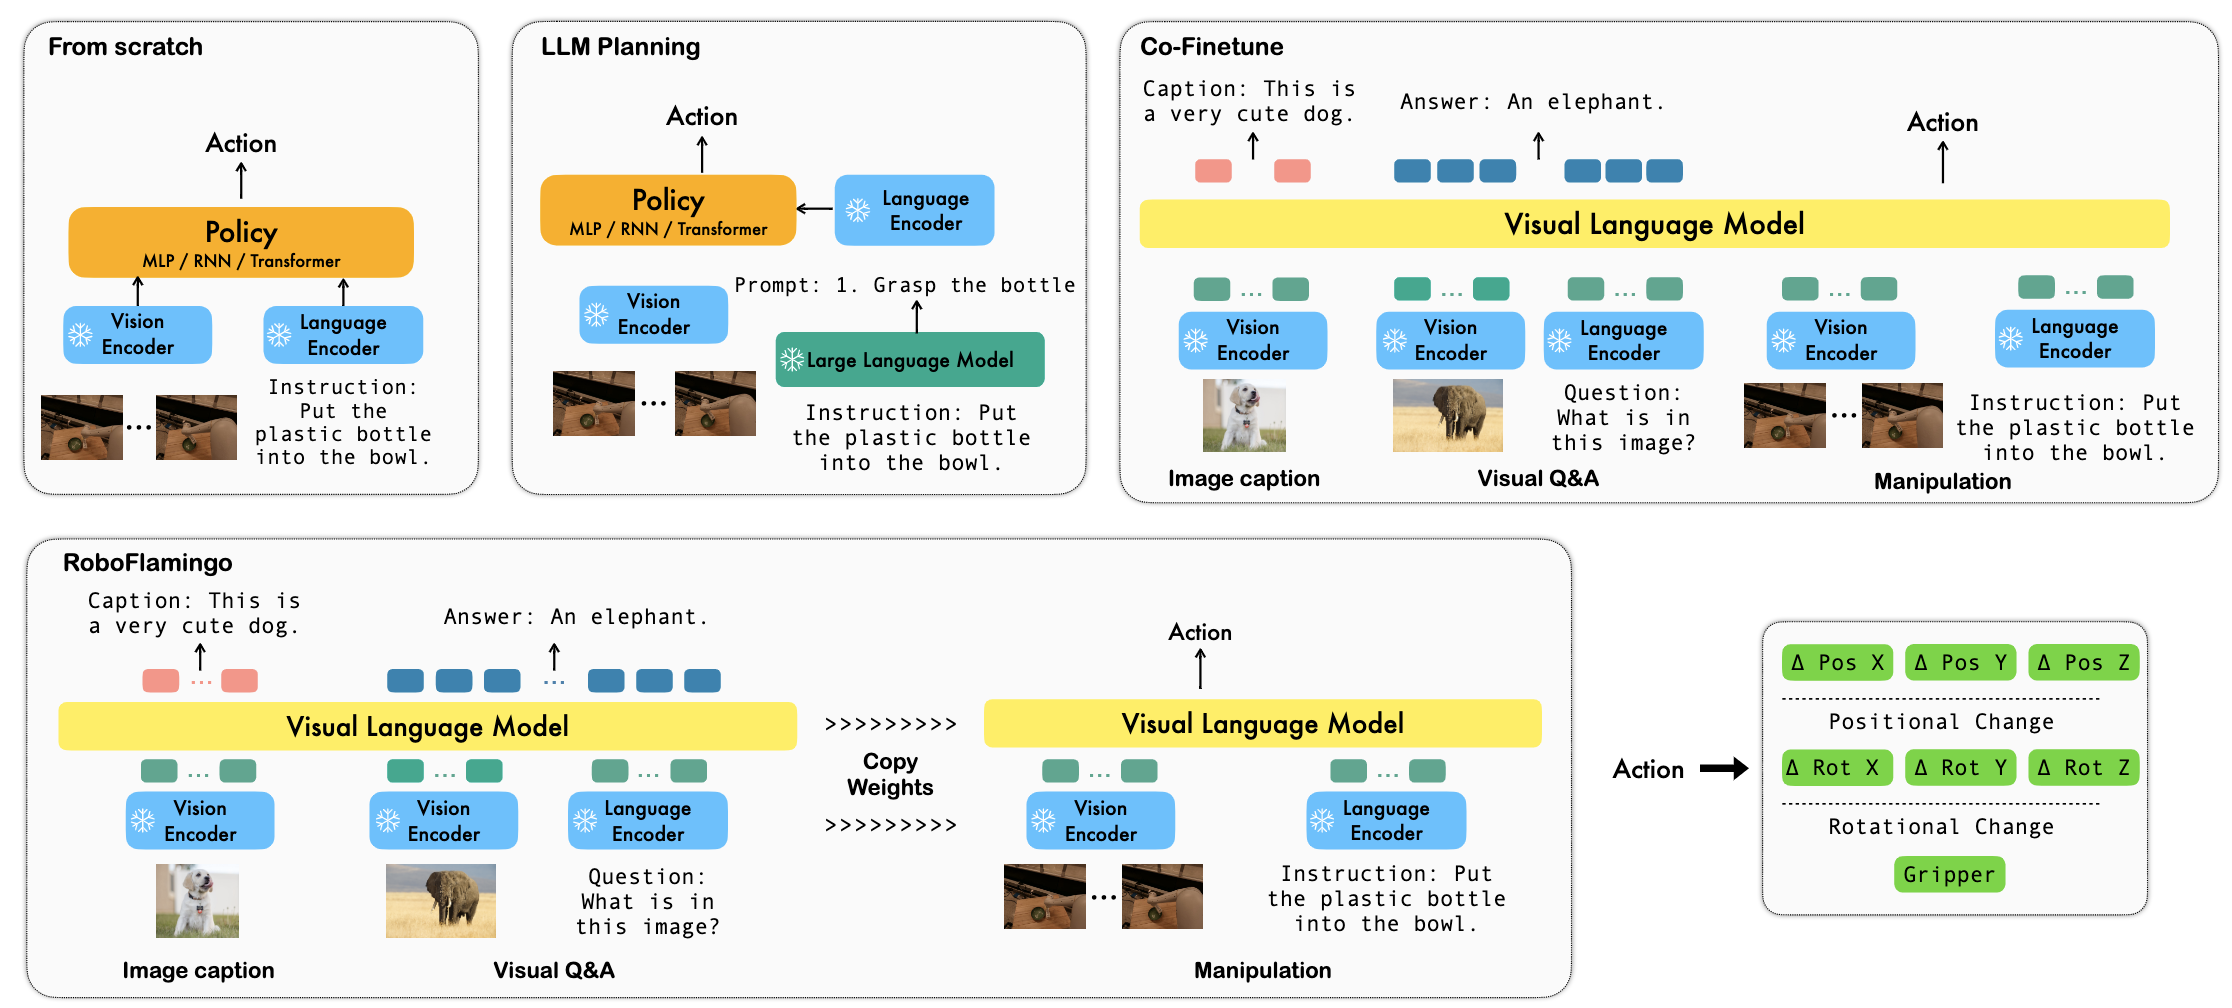 From scratch
Action
Policy
MLP / RNN / Transformer
Vision
Encoder
Language
Encoder
Instruction:
Put the
plastic bottle
into the bowl.
LLM Planning
Action
Policy
MLP / RNN / Transformer
Language
Encoder
Prompt: 1. Grasp the bottle
Vision
Encoder
Large Language Model
Instruction: Put
the plastic bottle
into the bowl.
Co-Finetune
Caption: This is
a very cute dog.
Answer: An elephant.
Action
Visual Language Model
Vision
Encoder
Vision
Encoder
Language
Encoder
Vision
Encoder
Language
Encoder
Question:
What is in
this image?
Instruction: Put
the plastic bottle
into the bowl.
Image caption
Visual Q&A
Manipulation
RoboFlamingo
Caption: This is
a very cute dog.
Answer: An elephant.
Visual Language Model
Vision
Encoder
Vision
Encoder
Language
Encoder
Question:
What is in
this image?
Image caption
Visual Q&A
>>>>>>>>>
Copy
Weights
>>>>>>>>>
Action
Visual Language Model
Vision
Encoder
Language
Encoder
Instruction: Put
the plastic bottle
into the bowl.
Manipulation
Action
Δ Pos X Δ Pos Y Δ Pos Z
Positional Change
Δ Rot X Δ Rot Y Δ Rot Z
Rotational Change
Gripper